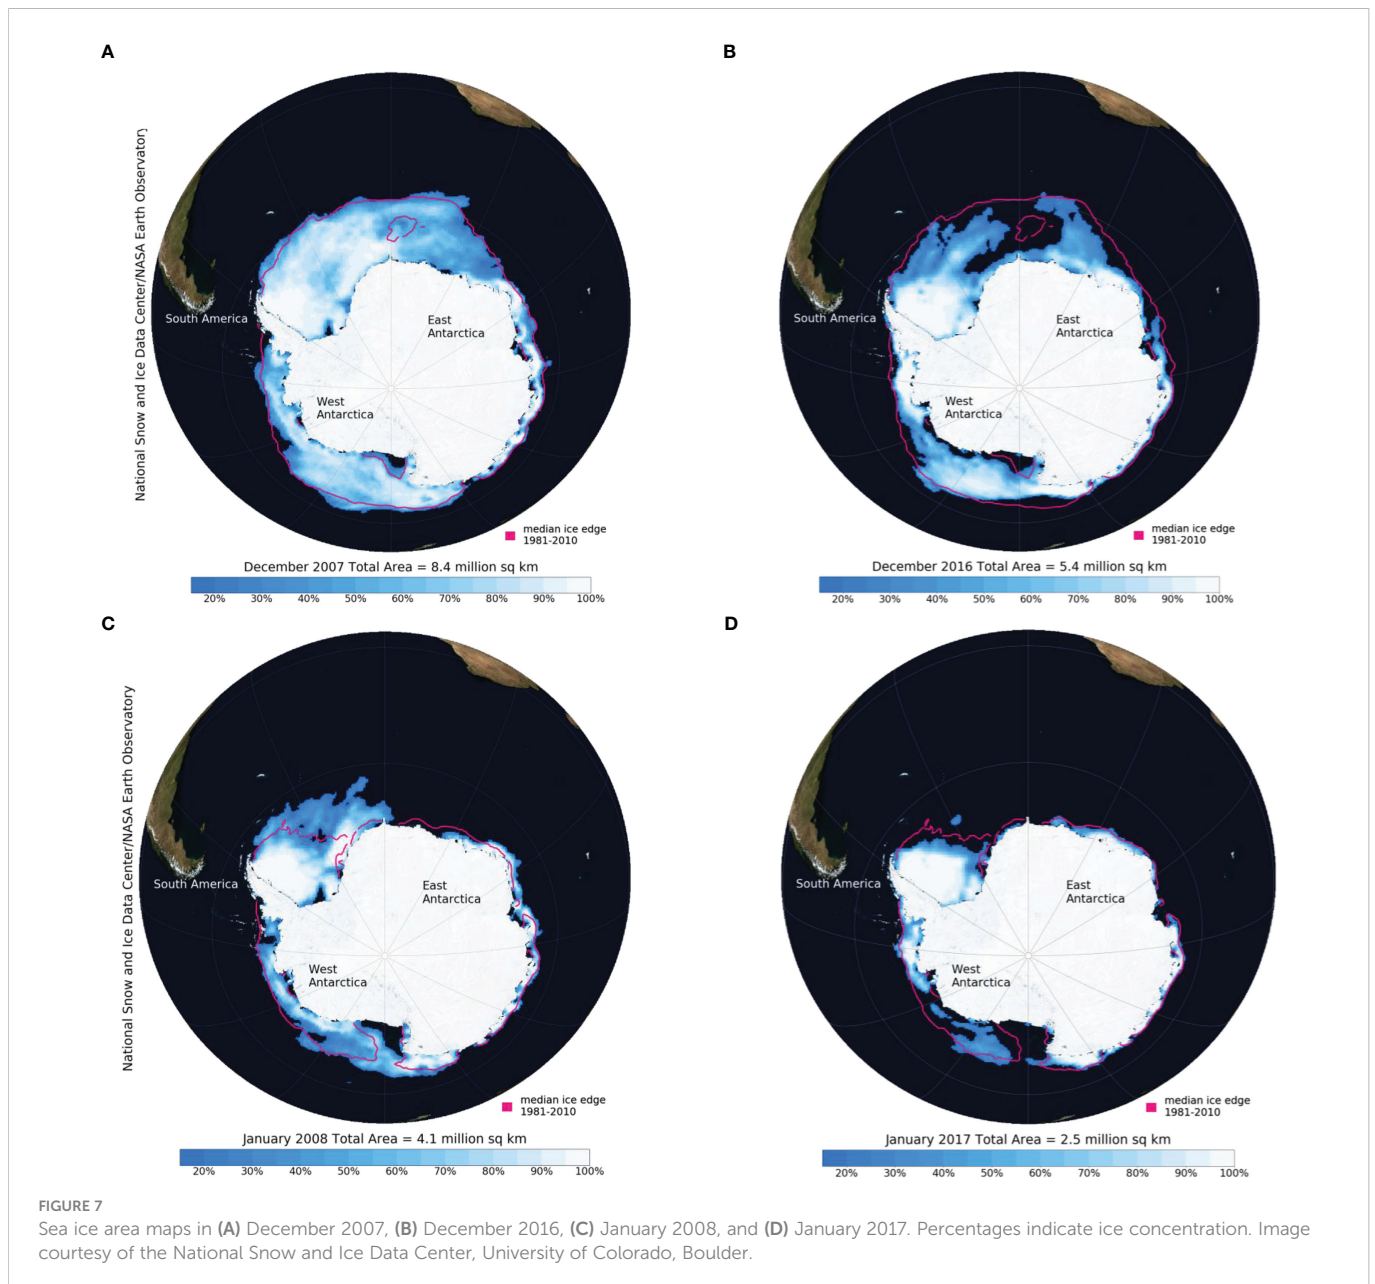 A
National Snow and Ice Data Center/NASA Earth Observatory
South America
East
Antarctica
West
Antarctica
median ice edge
1981-2010
December 2007 Total Area = 8.4 million sq km
20% 30% 40% 50% 60% 70% 80% 90% 100%
B
South America
East
Antarctica
West
Antarctica
median ice edge
1981-2010
December 2016 Total Area = 5.4 million sq km
20% 30% 40% 50% 60% 70% 80% 90% 100%
C
National Snow and Ice Data Center/NASA Earth Observatory
South America
East
Antarctica
West
Antarctica
median ice edge
1981-2010
January 2008 Total Area = 4.1 million sq km
20% 30% 40% 50% 60% 70% 80% 90% 100%
D
South America
East
Antarctica
West
Antarctica
median ice edge
1981-2010
January 2017 Total Area = 2.5 million sq km
20% 30% 40% 50% 60% 70% 80% 90% 100%
FIGURE 7
Sea ice area maps in (A) December 2007, (B) December 2016, (C) January 2008, and (D) January 2017. Percentages indicate ice concentration. Image
courtesy of the National Snow and Ice Data Center, University of Colorado, Boulder.